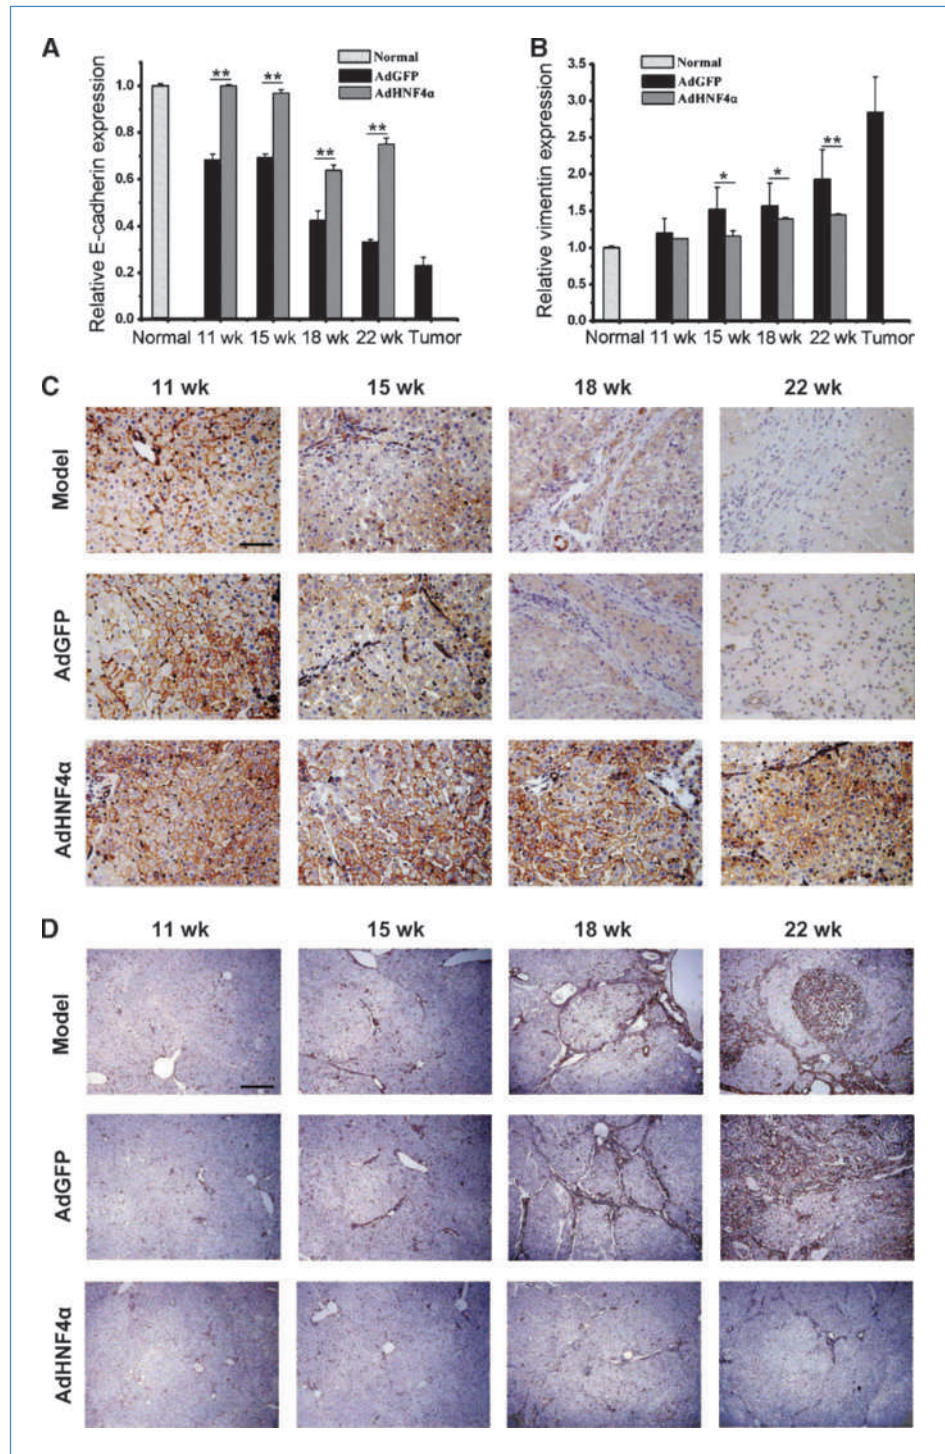 A
Relative E-cadherin expression
Normal
AdGFP
AdHNF4α
1.0
0.8
0.6
0.4
0.2
0.0
** ** ** **
Normal 11 wk 15 wk 18 wk 22 wk Tumor
B
Relative vimentin expression
Normal
AdGFP
AdHNF4α
3.5
3.0
2.5
2.0
1.5
1.0
0.5
0.0
* * **
Normal 11 wk 15 wk 18 wk 22 wk Tumor
C
11 wk 15 wk 18 wk 22 wk
Model
AdGFP
AdHNF4α
D
11 wk 15 wk 18 wk 22 wk
Model
AdGFP
AdHNF4α